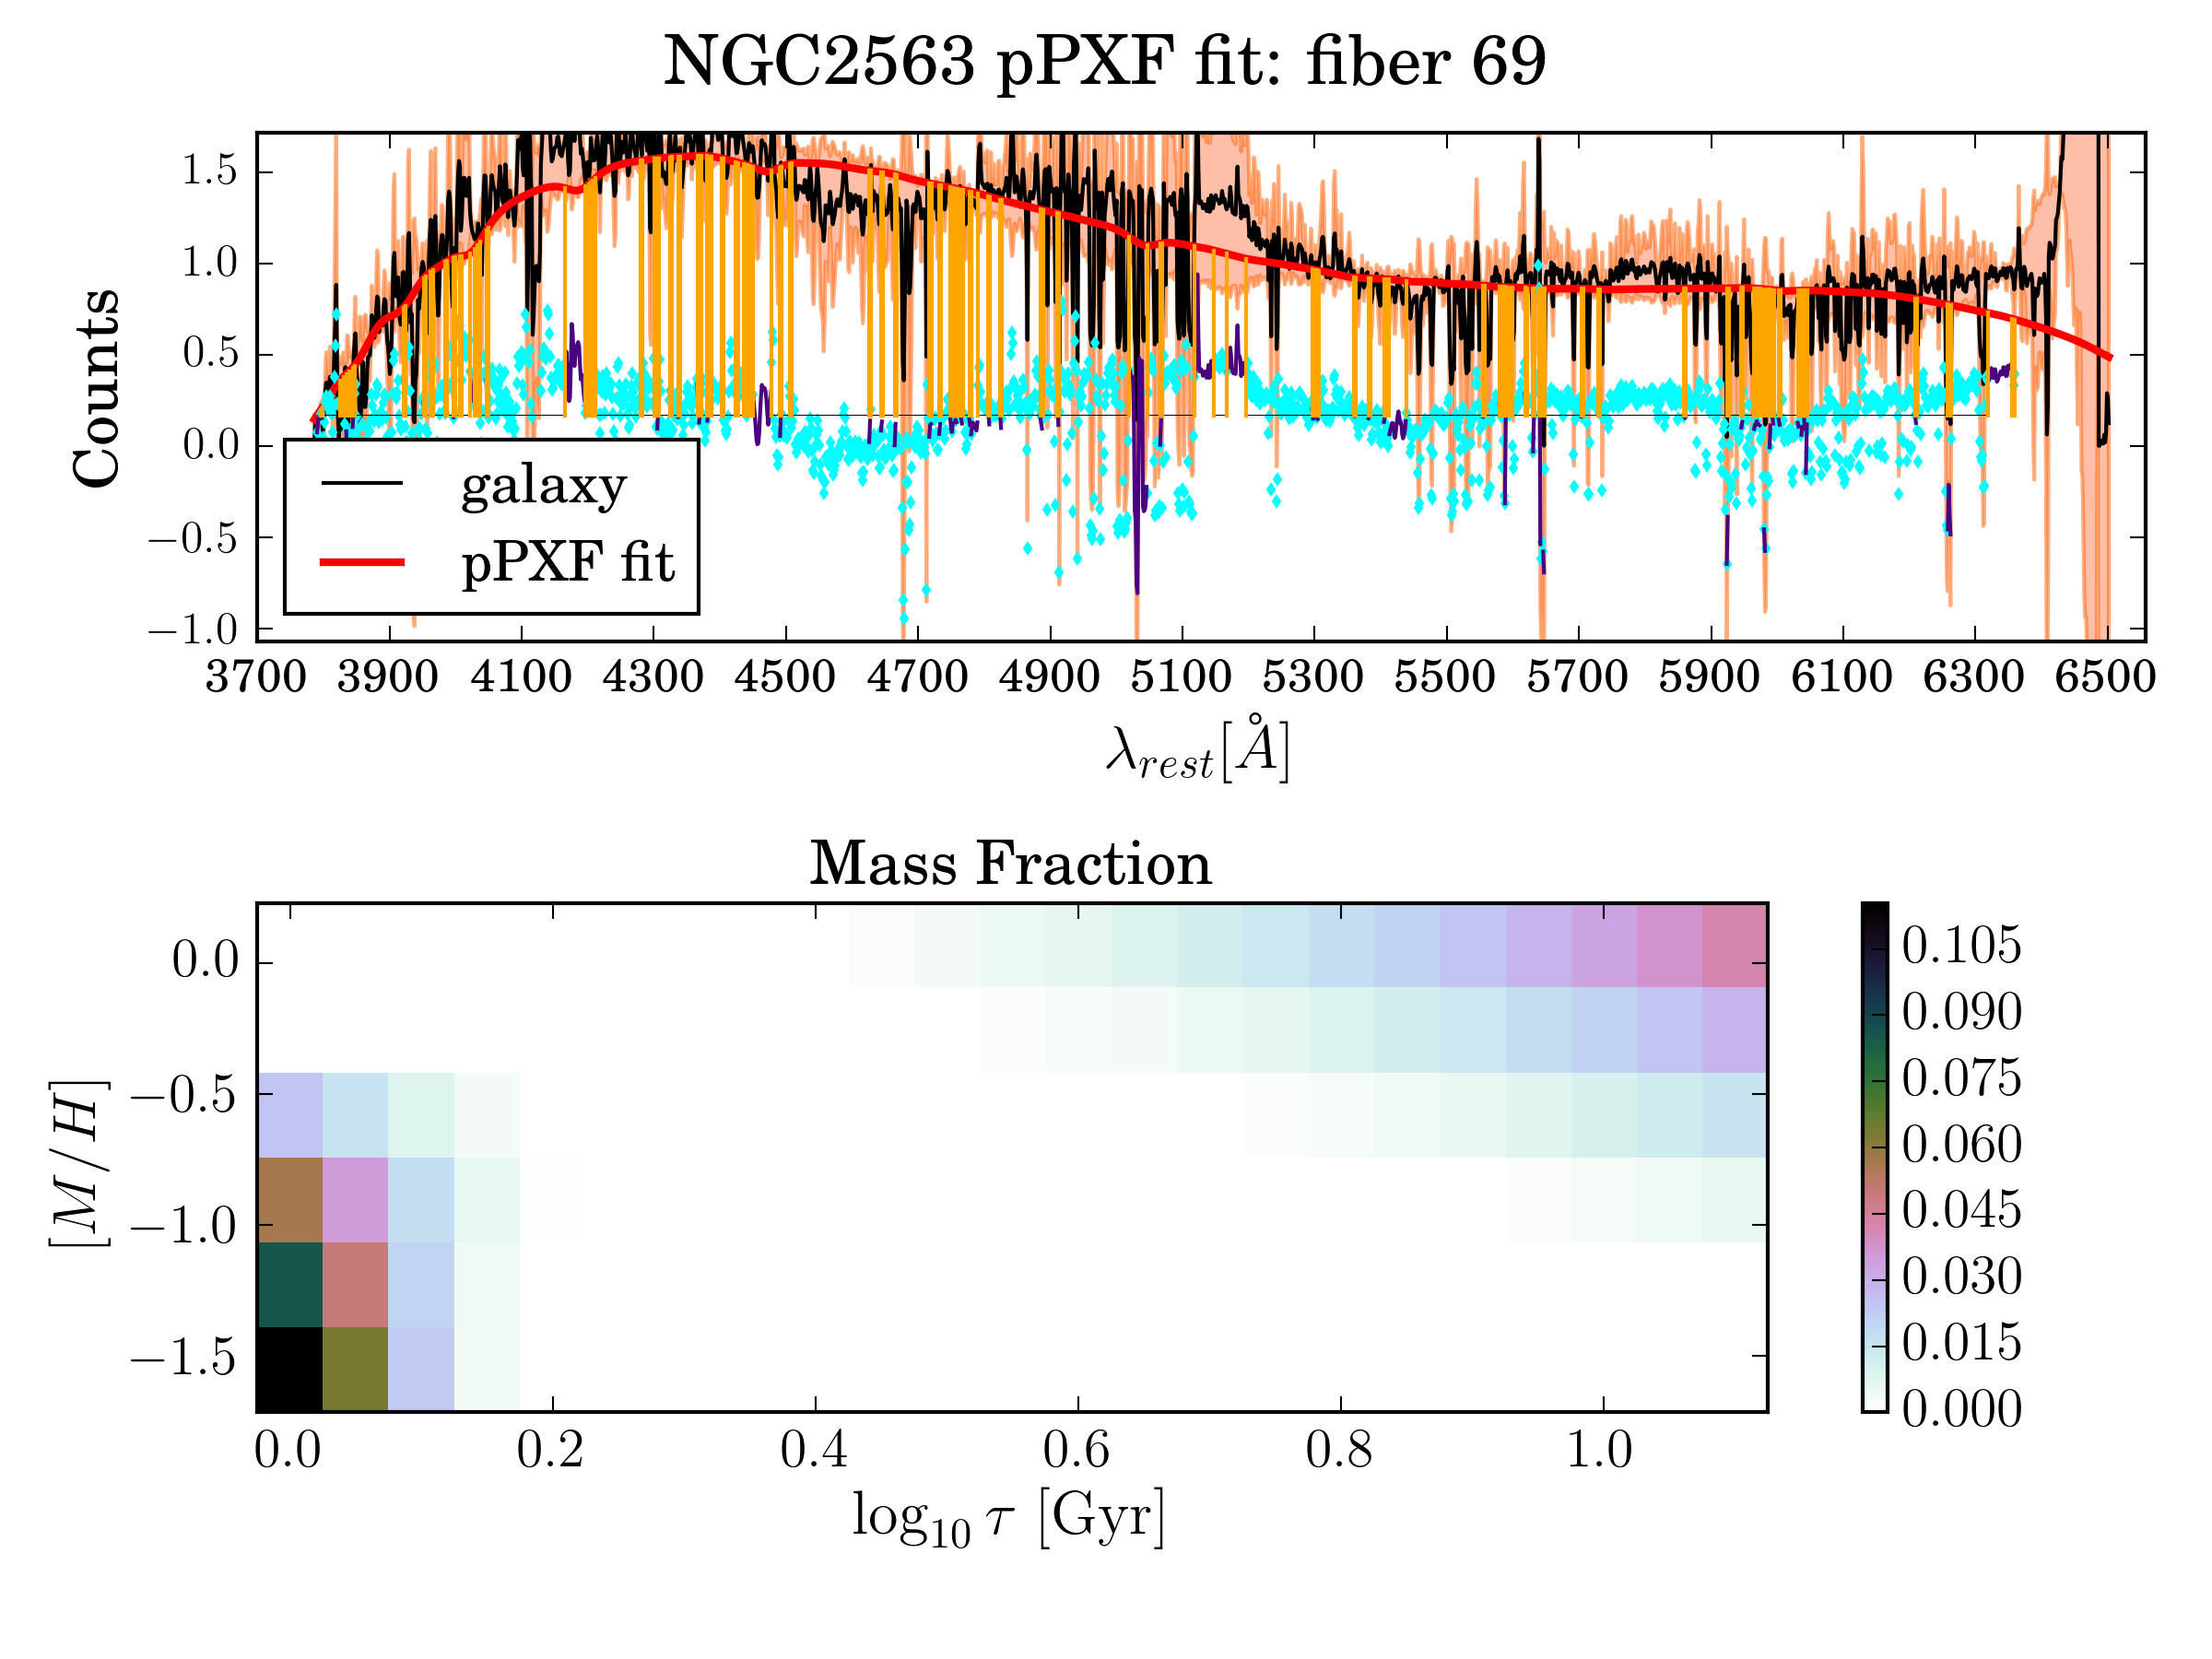 NGC2563 pPXF fit: fiber 69
Counts
1.5
1.0
0.5
0.0
−0.5
−1.0
galaxy
pPXF fit
3700 3900 4100 4300 4500 4700 4900 5100 5300 5500 5700 5900 6100 6300 6500
λ_rest[Å]
Mass Fraction
[M/H]
0.0
−0.5
−1.0
−1.5
0.0 0.2 0.4 0.6 0.8 1.0
log₁₀ τ [Gyr]
0.105
0.090
0.075
0.060
0.045
0.030
0.015
0.000